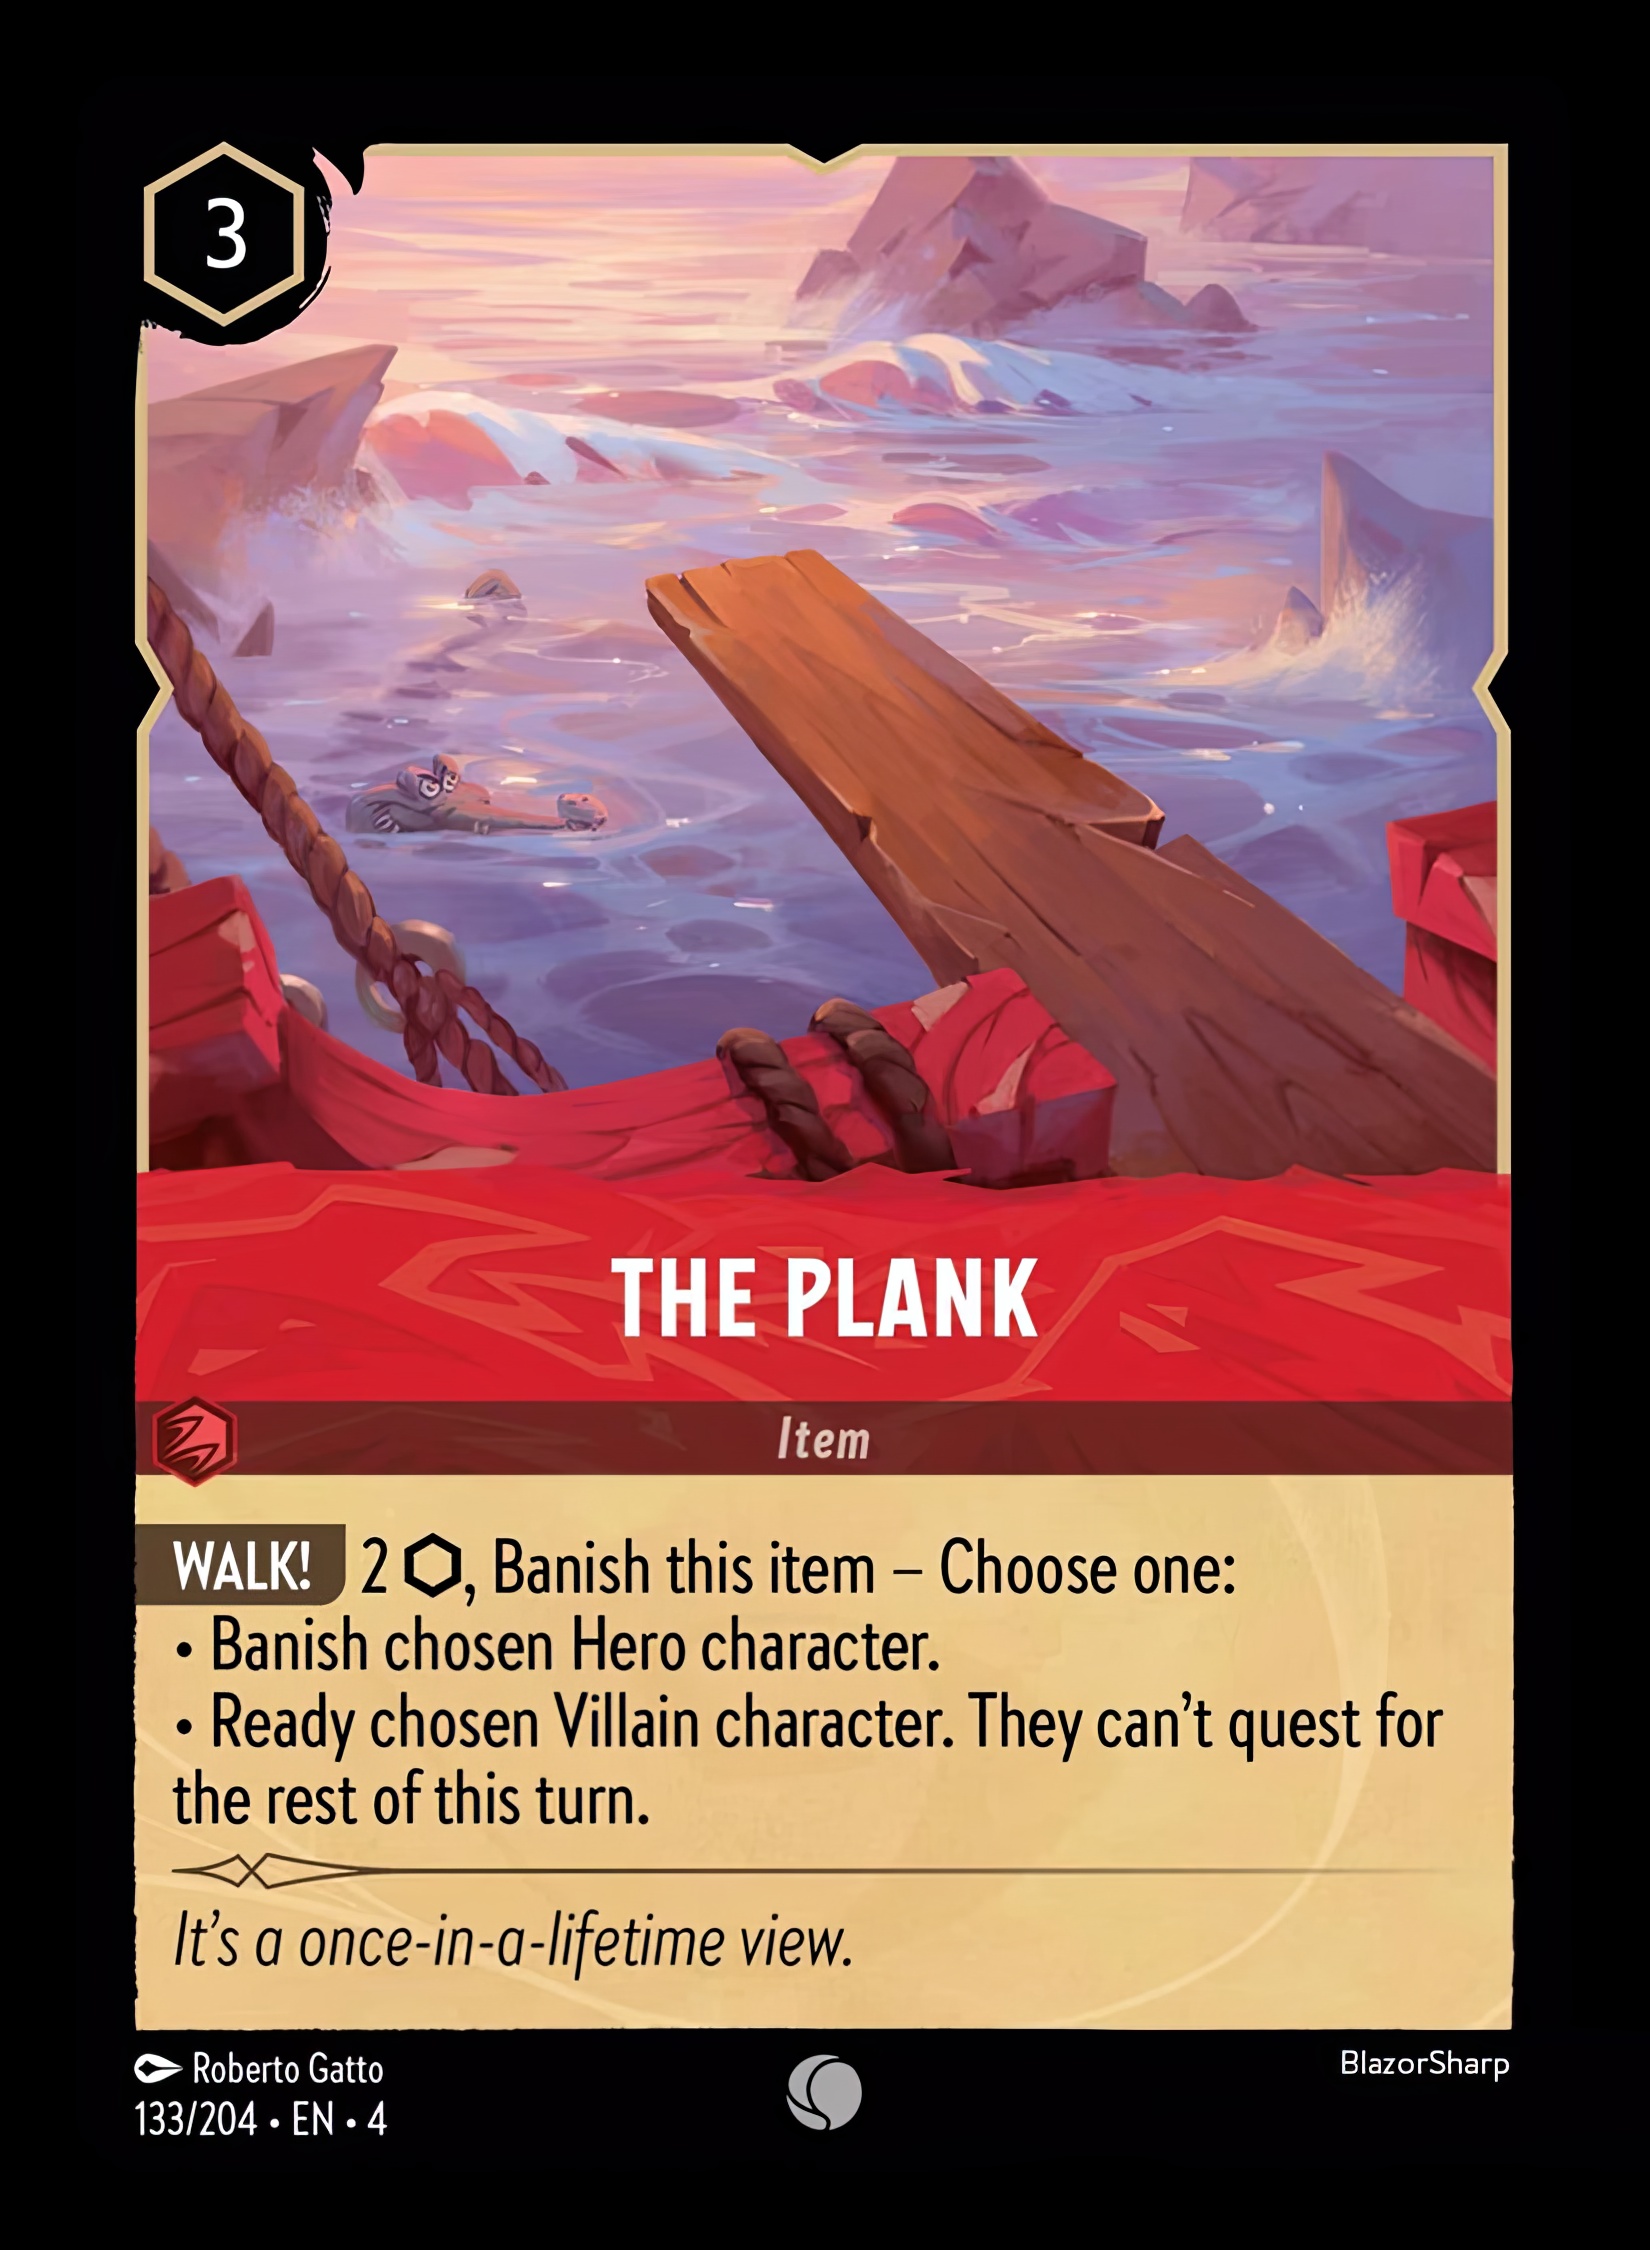 3
THE PLANK
Item
WALK! 2 ⬡, Banish this item – Choose one:
• Banish chosen Hero character.
• Ready chosen Villain character. They can't quest for
the rest of this turn.
It's a once-in-a-lifetime view.
Roberto Gatto
BlazorSharp
133/204 • EN • 4